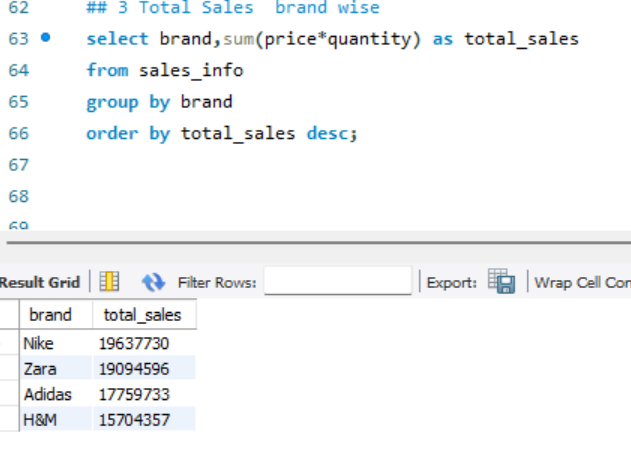 62 ## 3 Total Sales  brand wise
63 select brand,sum(price*quantity) as total_sales
64 from sales_info
65 group by brand
66 order by total_sales desc;
67
68
69
Result Grid Filter Rows: Export: Wrap Cell Con
brand total_sales
Nike 19637730
Zara 19094596
Adidas 17759733
H&M 15704357